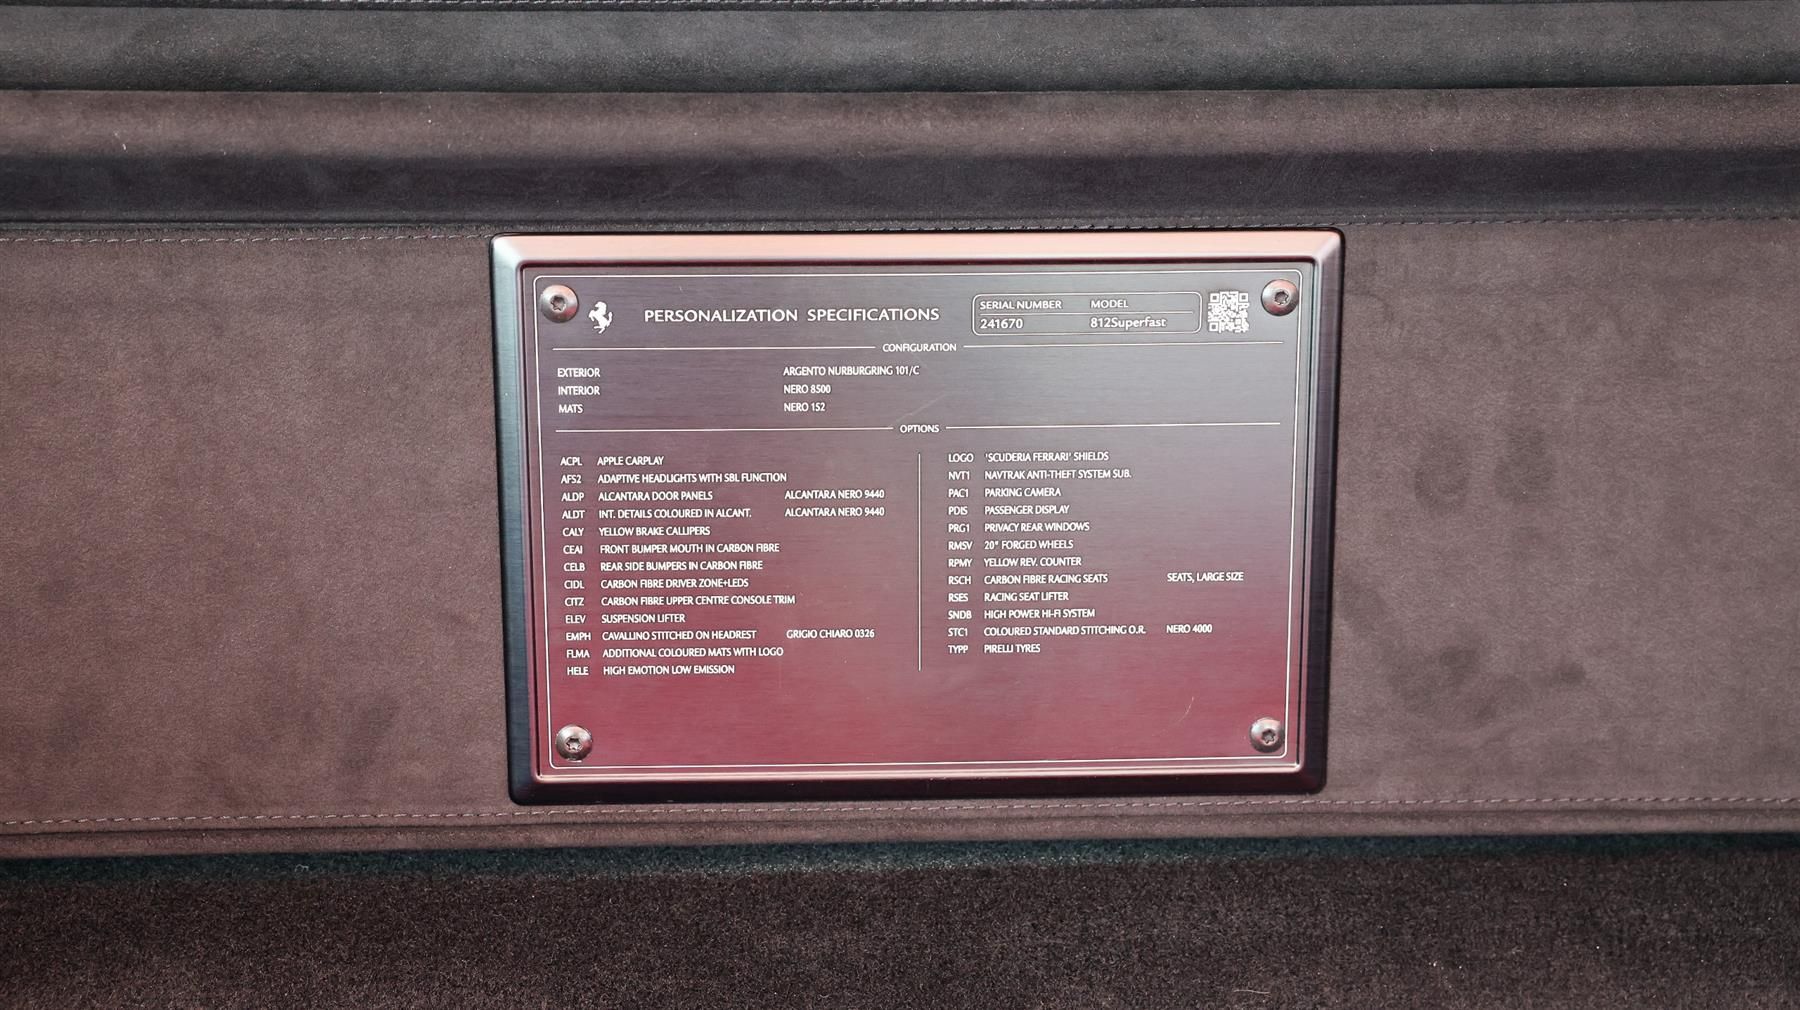 PERSONALIZATION SPECIFICATIONS
SERIAL NUMBER MODEL
241670 812Superfast
CONFIGURATION
EXTERIOR ARGENTO NURBURGRING 101/C
INTERIOR NERO 8500
MATS NERO 152
OPTIONS
ACPL APPLE CARPLAY
AFS2 ADAPTIVE HEADLIGHTS WITH SBL FUNCTION
ALDP ALCANTARA DOOR PANELS ALCANTARA NERO 9440
ALDT INT. DETAILS COLOURED IN ALCANT. ALCANTARA NERO 9440
CALY YELLOW BRAKE CALLIPERS
CEAI FRONT BUMPER MOUTH IN CARBON FIBRE
CELB REAR SIDE BUMPERS IN CARBON FIBRE
CIDL CARBON FIBRE DRIVER ZONE+LEDS
CITZ CARBON FIBRE UPPER CENTRE CONSOLE TRIM
ELEV SUSPENSION LIFTER
EMPH CAVALLINO STITCHED ON HEADREST GRIGIO CHIARO 0326
FLMA ADDITIONAL COLOURED MATS WITH LOGO
HELE HIGH EMOTION LOW EMISSION
LOGO 'SCUDERIA FERRARI' SHIELDS
NVT1 NAVTRAK ANTI-THEFT SYSTEM SUB.
PAC1 PARKING CAMERA
PDIS PASSENGER DISPLAY
PRG1 PRIVACY REAR WINDOWS
RMSV 20" FORGED WHEELS
RPMY YELLOW REV. COUNTER
RSCH CARBON FIBRE RACING SEATS SEATS, LARGE SIZE
RSES RACING SEAT LIFTER
SNDB HIGH POWER HI-FI SYSTEM
STC1 COLOURED STANDARD STITCHING O.R. NERO 4000
TYPP PIRELLI TYRES